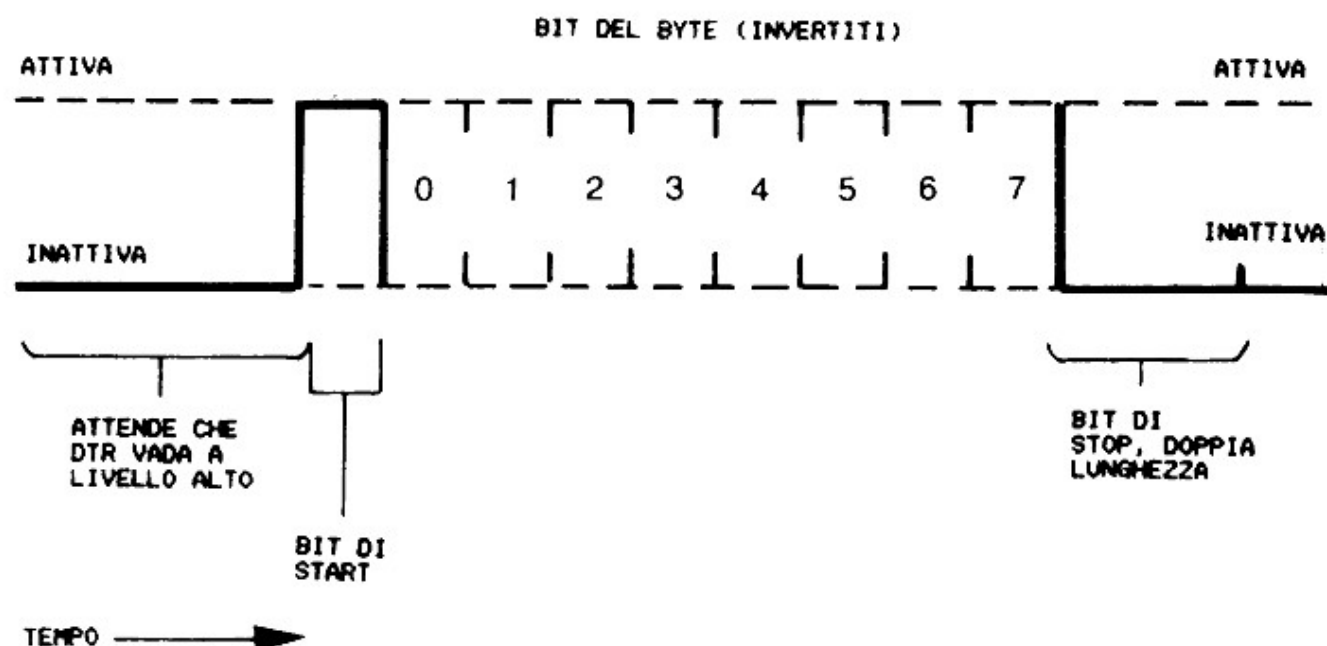 BIT DEL BYTE (INVERTITI)
ATTIVA
ATTIVA
0 1 2 3 4 5 6 7
INATTIVA
INATTIVA
ATTENDE CHE
DTR VADA A
LIVELLO ALTO
BIT DI
START
BIT DI
STOP, DOPPIA
LUNGHEZZA
TEMPO